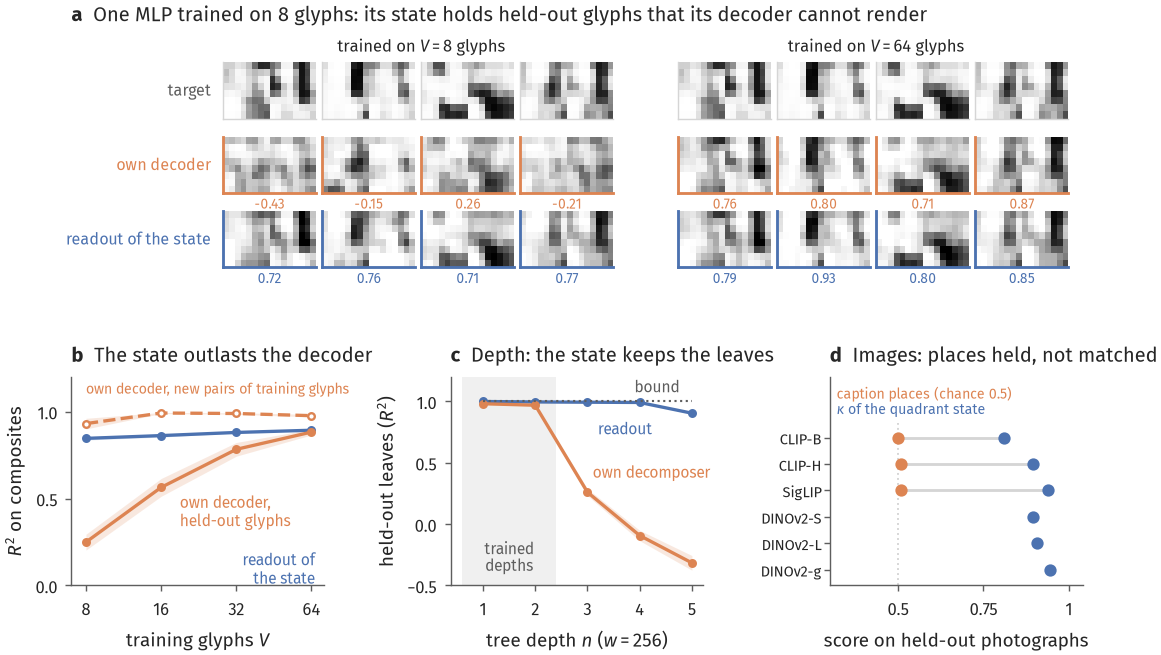 a One MLP trained on 8 glyphs: its state holds held-out glyphs that its decoder cannot render
trained on V = 8 glyphs
trained on V = 64 glyphs
target
own decoder
-0.43 -0.15 0.26 -0.21
0.76 0.80 0.71 0.87
readout of the state
0.72 0.76 0.71 0.77
0.79 0.93 0.80 0.85
b The state outlasts the decoder
own decoder, new pairs of training glyphs
own decoder,
held-out glyphs
readout of
the state
R² on composites
1.0
0.5
0.0
8 16 32 64
training glyphs V
c Depth: the state keeps the leaves
bound
readout
own decomposer
trained
depths
held-out leaves (R²)
1.0
0.5
0.0
−0.5
1 2 3 4 5
tree depth n (w = 256)
d Images: places held, not matched
caption places (chance 0.5)
κ of the quadrant state
CLIP-B
CLIP-H
SigLIP
DINOv2-S
DINOv2-L
DINOv2-g
0.5 0.75 1
score on held-out photographs